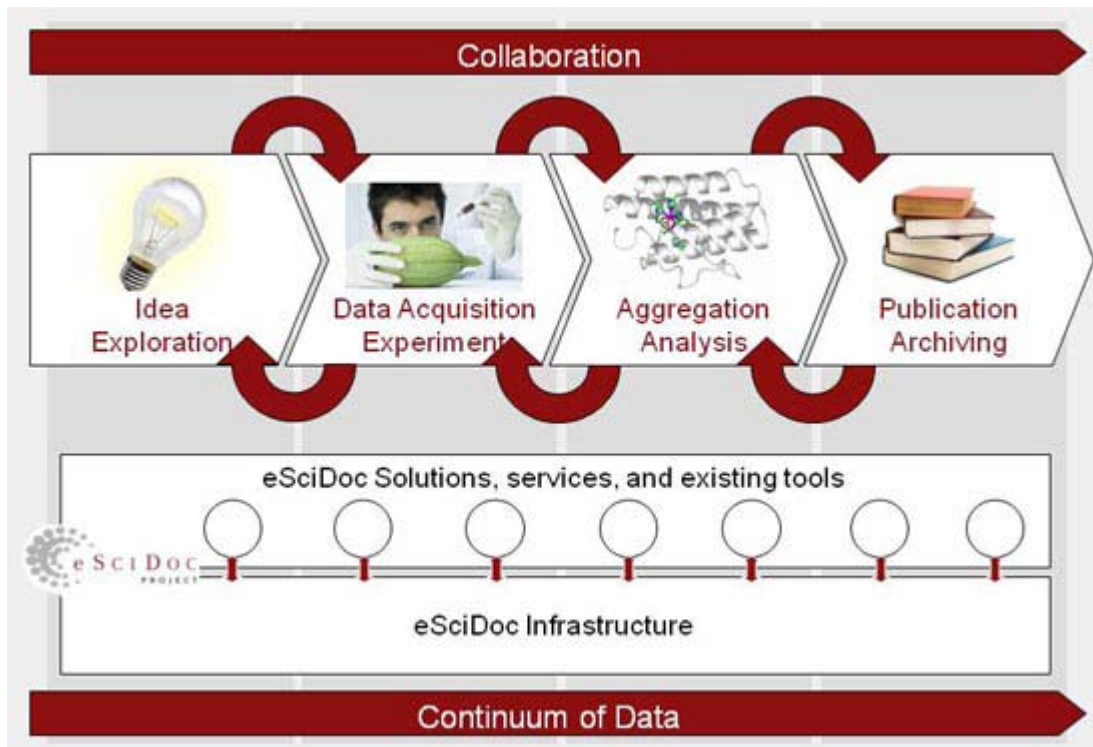 Collaboration
Idea
Exploration
Data Acquisition
Experiment
Aggregation
Analysis
Publication
Archiving
eSciDoc Solutions, services, and existing tools
eSciDoc
PROJECT
eSciDoc Infrastructure
Continuum of Data